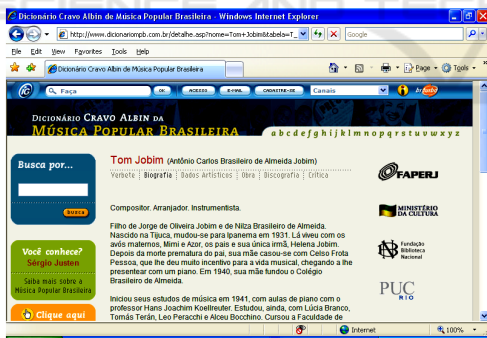 Dicionário Cravo Albin de Música Popular Brasileira - Windows Internet Explorer
http://www.dicionariompb.com.br/detalhe.asp?nome=Tom+Jobim&tabela=T_
Google
File Edit View Favorites Tools Help
Dicionário Cravo Albin de Música Popular Brasileira
Page Tools
Faça OK ACESSO E-MAIL CADASTRE-SE Canais
DICIONÁRIO CRAVO ALBIN DA
MÚSICA POPULAR BRASILEIRA
a b c d e f g h i j k l m n o p q r s t u v w x y z
Busca por...
BUSCA
Você conhece?
Sérgio Justen
Saiba mais sobre a
Música Popular Brasileira
Clique aqui
Tom Jobim (Antônio Carlos Brasileiro de Almeida Jobim)
Verbete | Biografia | Dados Artísticos | Obra | Discografia | Crítica
Compositor. Arranjador. Instrumentista.
Filho de Jorge de Oliveira Jobim e de Nilza Brasileiro de Almeida.
Nascido na Tijuca, mudou-se para Ipanema em 1931. Lá viveu com os
avós maternos, Mimi e Azor, os pais e sua única irmã, Helena Jobim.
Depois da morte prematura do pai, sua mãe casou-se com Celso Frota
Pessoa, que lhe deu muito incentivo para a vida musical, chegando a lhe
presentear com um piano. Em 1940, sua mãe fundou o Colégio
Brasileiro de Almeida.
Iniciou seus estudos de música em 1941, com aulas de piano com o
professor Hans Joachim Koellreuter. Estudou, ainda, com Lúcia Branco,
Tomás Terán, Leo Peracchi e Alceu Bocchino. Cursou a Faculdade de
FAPERJ
MINISTÉRIO
DA CULTURA
Fundação
Biblioteca
Nacional
PUC
RIO
Internet
100%